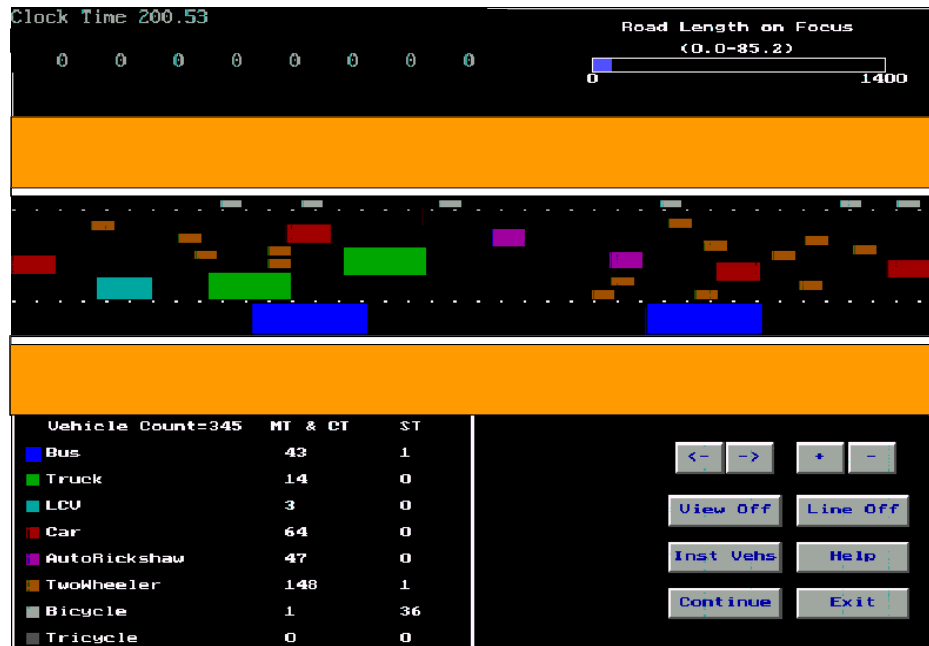 Clock Time 200.53
Road Length on Focus
(0.0-85.2)
0 0 0 0 0 0 0 0
0 1400
Vehicle Count=345 MT & CT ST
Bus 43 1
Truck 14 0
LCV 3 0
Car 64 0
AutoRickshaw 47 0
TwoWheeler 148 1
Bicycle 1 36
Tricycle 0 0
<- -> + -
View Off Line Off
Inst Vehs Help
Continue Exit